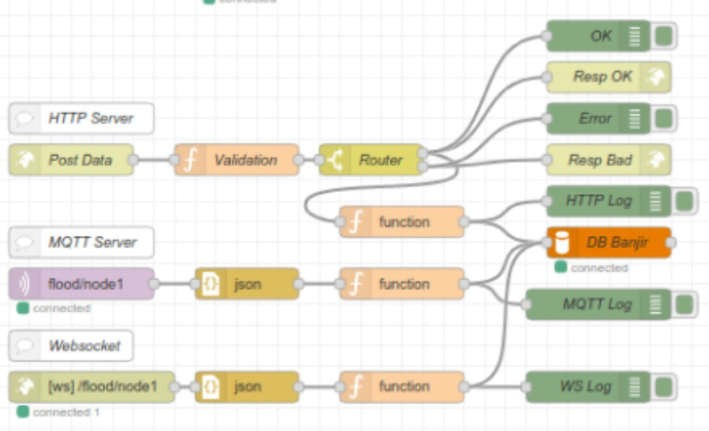 connected
OK
Resp OK
HTTP Server
Error
Post Data
Validation
Router
Resp Bad
HTTP Log
function
MQTT Server
DB Banjir
connected
flood/node1
json
function
connected
MQTT Log
Websocket
[ws] /flood/node1
json
function
WS Log
connected 1